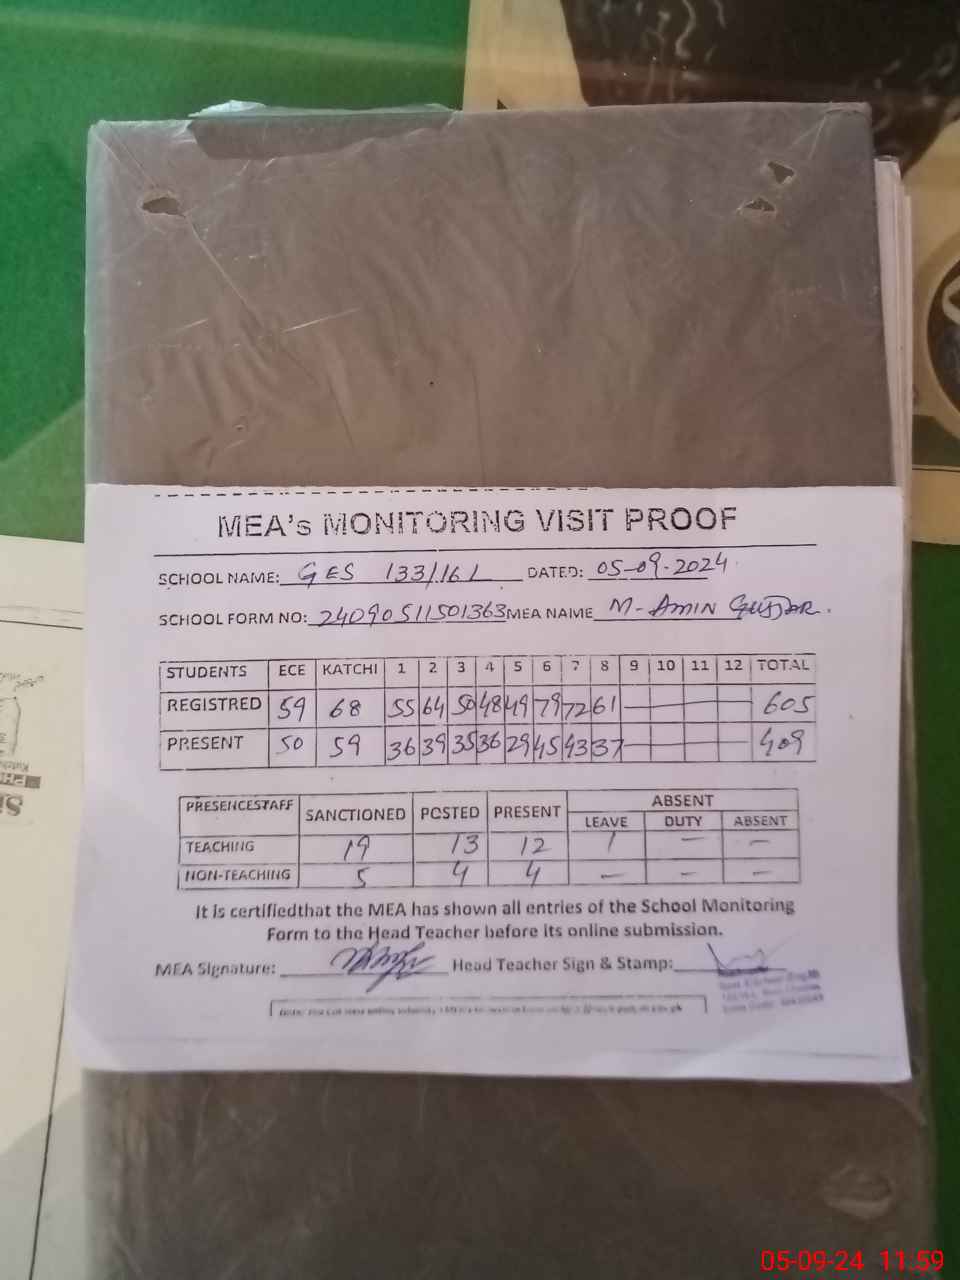 MEA's MONITORING VISIT PROOF
SCHOOL NAME: GES 133/16 L DATED: 05-09-2024
SCHOOL FORM NO: 24090511501363 MEA NAME M-AMIN GUJJAR.
STUDENTS ECE KATCHI 1 2 3 4 5 6 7 8 9 10 11 12 TOTAL
REGISTRED 59 68 55 64 50 48 49 79 72 61 605
PRESENT 50 59 36 39 35 36 29 45 43 37 409
PRESENCESTAFF SANCTIONED POSTED PRESENT ABSENT
LEAVE DUTY ABSENT
TEACHING 19 13 12 1 — —
NON-TEACHING 5 4 4 — — —
It is certifiedthat the MEA has shown all entries of the School Monitoring
Form to the Head Teacher before its online submission.
MEA Signature: Head Teacher Sign & Stamp:
05-09-24 11:59